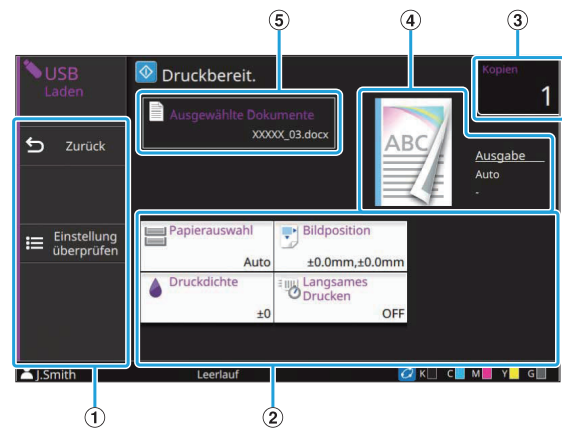 5
4
3
USB
Laden
Druckbereit.
Kopien
1
Ausgewählte Dokumente
XXXXX_03.docx
ABC
Ausgabe
Auto
-
Zurück
Einstellung
überprüfen
Papierauswahl
Auto
Bildposition
±0.0mm,±0.0mm
Druckdichte
±0
Langsames
Drucken
OFF
J.Smith
Leerlauf
K C M Y G
1
2